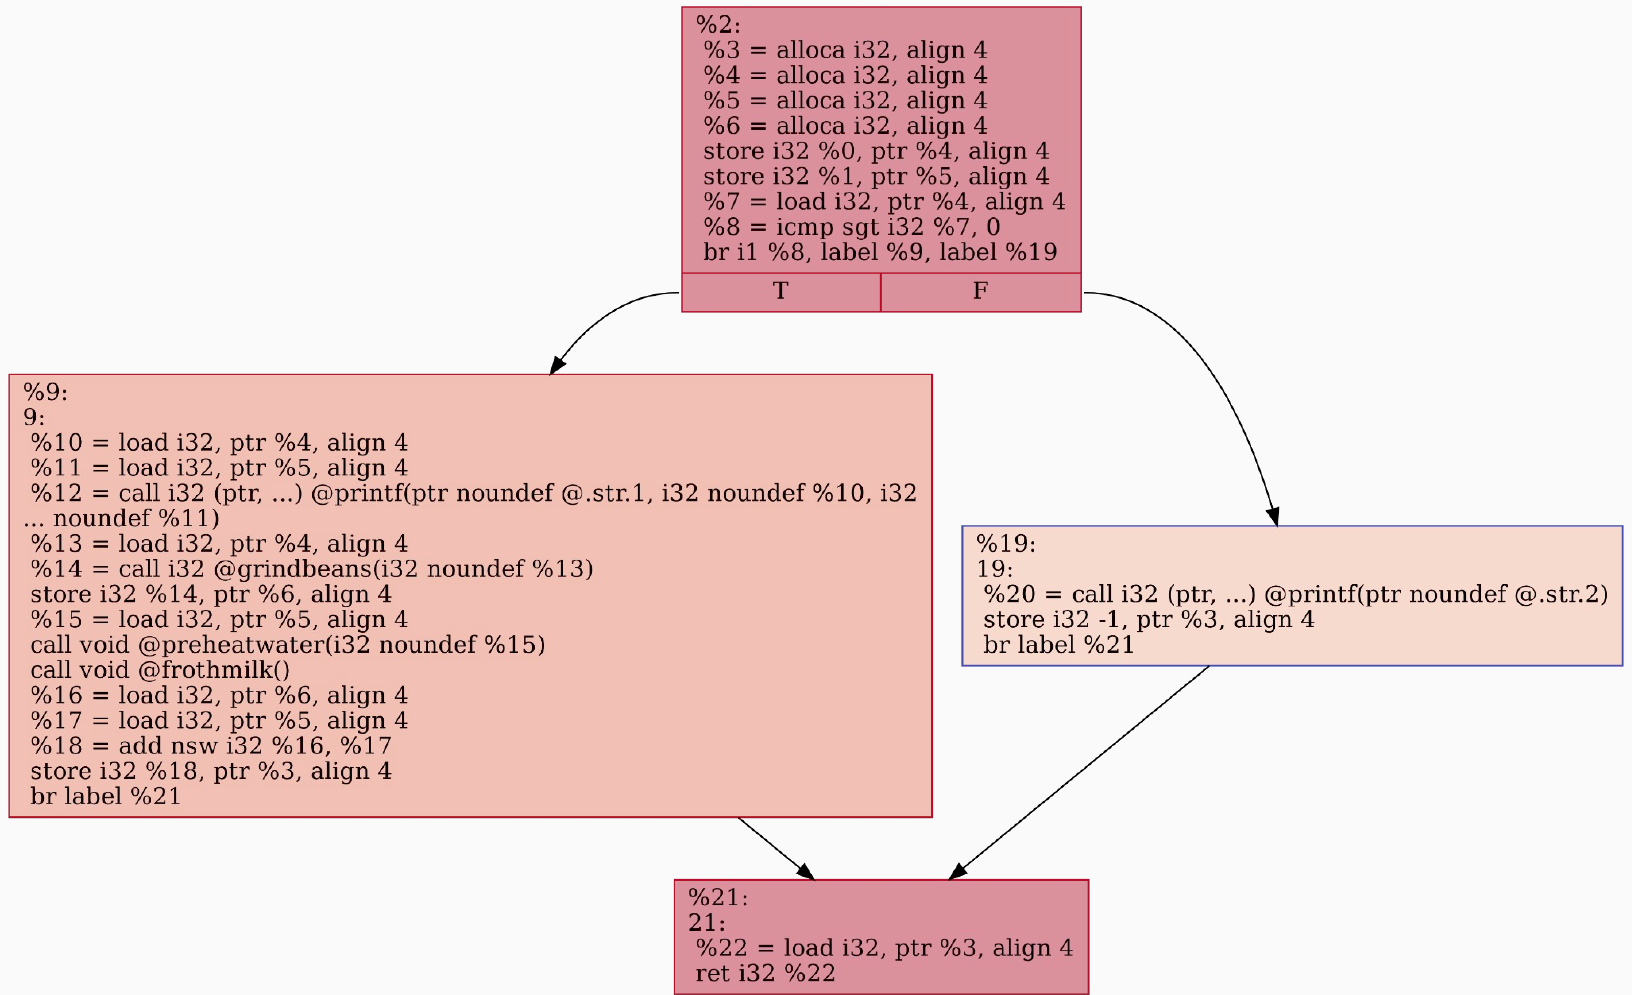 %2:
%3 = alloca i32, align 4
%4 = alloca i32, align 4
%5 = alloca i32, align 4
%6 = alloca i32, align 4
store i32 %0, ptr %4, align 4
store i32 %1, ptr %5, align 4
%7 = load i32, ptr %4, align 4
%8 = icmp sgt i32 %7, 0
br i1 %8, label %9, label %19
T
F
%9:
9:
%10 = load i32, ptr %4, align 4
%11 = load i32, ptr %5, align 4
%12 = call i32 (ptr, ...) @printf(ptr noundef @.str.1, i32 noundef %10, i32
... noundef %11)
%13 = load i32, ptr %4, align 4
%14 = call i32 @grindbeans(i32 noundef %13)
store i32 %14, ptr %6, align 4
%15 = load i32, ptr %5, align 4
call void @preheatwater(i32 noundef %15)
call void @frothmilk()
%16 = load i32, ptr %6, align 4
%17 = load i32, ptr %5, align 4
%18 = add nsw i32 %16, %17
store i32 %18, ptr %3, align 4
br label %21
%19:
19:
%20 = call i32 (ptr, ...) @printf(ptr noundef @.str.2)
store i32 -1, ptr %3, align 4
br label %21
%21:
21:
%22 = load i32, ptr %3, align 4
ret i32 %22